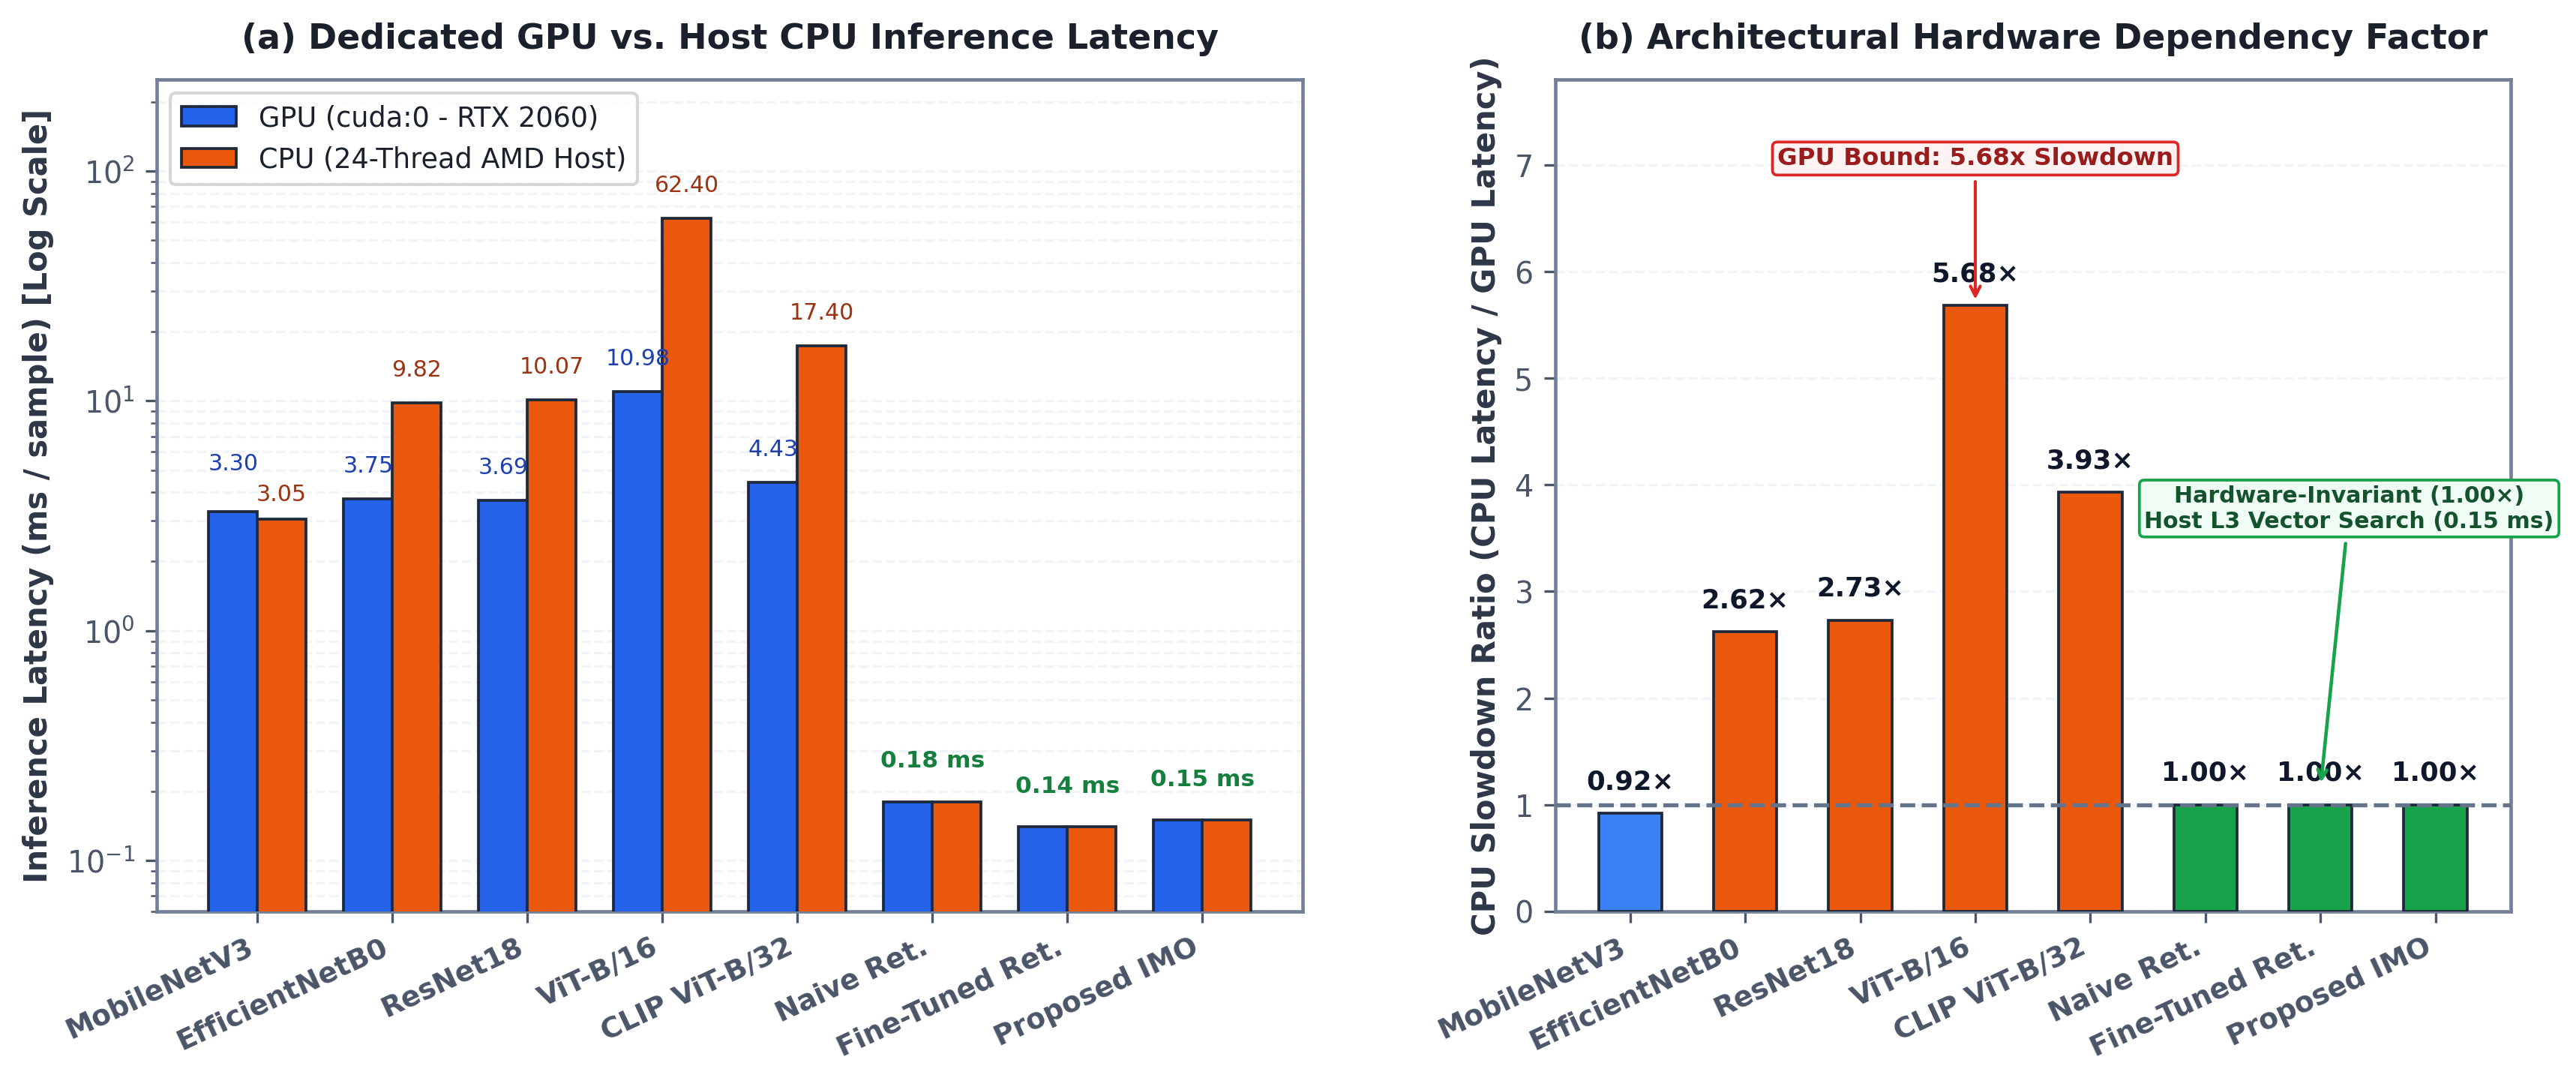 (a) Dedicated GPU vs. Host CPU Inference Latency
Inference Latency (ms / sample) [Log Scale]
GPU (cuda:0 - RTX 2060)
CPU (24-Thread AMD Host)
10²
10¹
10⁰
10⁻¹
3.30
3.05
3.75
9.82
3.69
10.07
10.98
62.40
4.43
17.40
0.18 ms
0.14 ms
0.15 ms
MobileNetV3
EfficientNetB0
ResNet18
ViT-B/16
CLIP ViT-B/32
Naive Ret.
Fine-Tuned Ret.
Proposed IMO
(b) Architectural Hardware Dependency Factor
CPU Slowdown Ratio (CPU Latency / GPU Latency)
7
6
5
4
3
2
1
0
GPU Bound: 5.68x Slowdown
Hardware-Invariant (1.00×)
Host L3 Vector Search (0.15 ms)
0.92×
2.62×
2.73×
5.68×
3.93×
1.00×
1.00×
1.00×
MobileNetV3
EfficientNetB0
ResNet18
ViT-B/16
CLIP ViT-B/32
Naive Ret.
Fine-Tuned Ret.
Proposed IMO